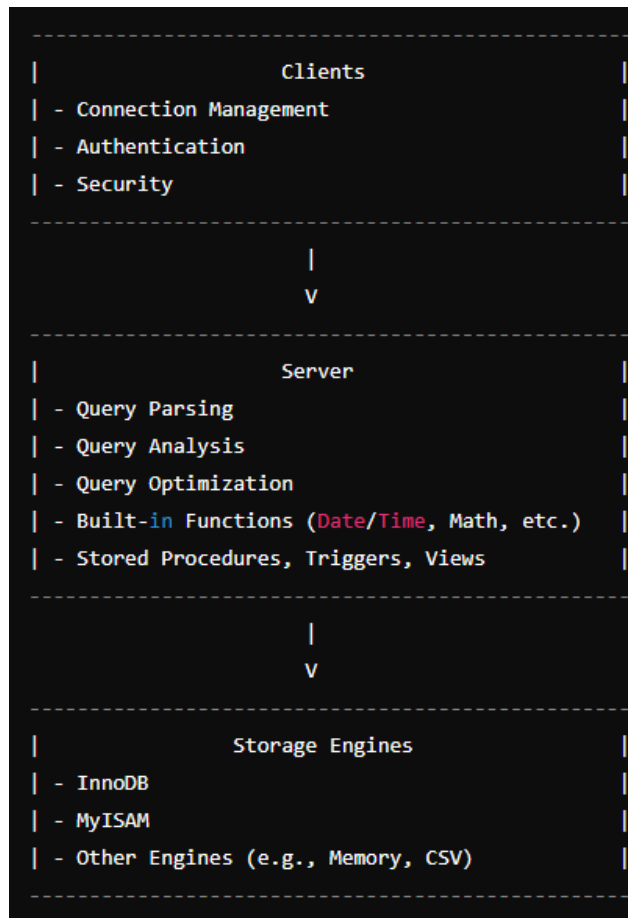 --------------------------------------------------
| Clients |
| - Connection Management |
| - Authentication |
| - Security |
--------------------------------------------------
|
v
--------------------------------------------------
| Server |
| - Query Parsing |
| - Query Analysis |
| - Query Optimization |
| - Built-in Functions (Date/Time, Math, etc.) |
| - Stored Procedures, Triggers, Views |
--------------------------------------------------
|
v
--------------------------------------------------
| Storage Engines |
| - InnoDB |
| - MyISAM |
| - Other Engines (e.g., Memory, CSV) |
--------------------------------------------------